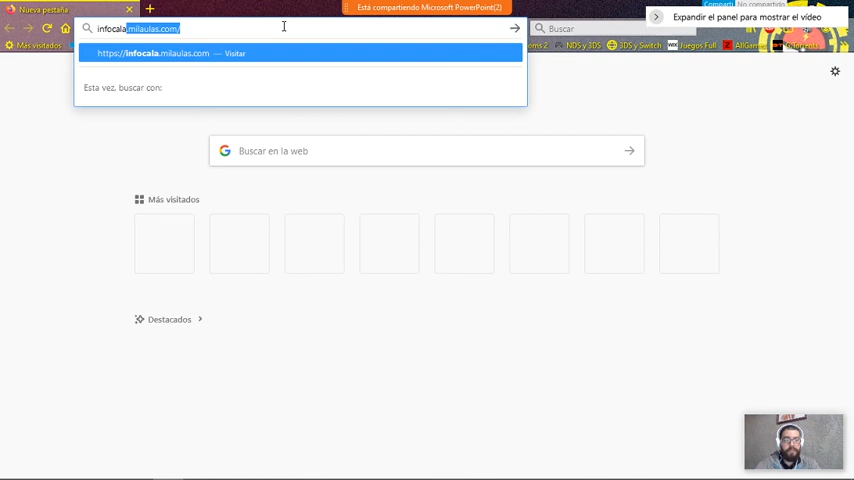 Nueva pestaña
Está compartiendo Microsoft PowerPoint(2)
infocala.milaulas.com/
Buscar
Expandir el panel para mostrar el vídeo
Más visitados
NDS y 3DS
3DS y Switch
Juegos Full
https://infocala.milaulas.com — Visitar
Esta vez, buscar con:
Buscar en la web
Más visitados
Destacados